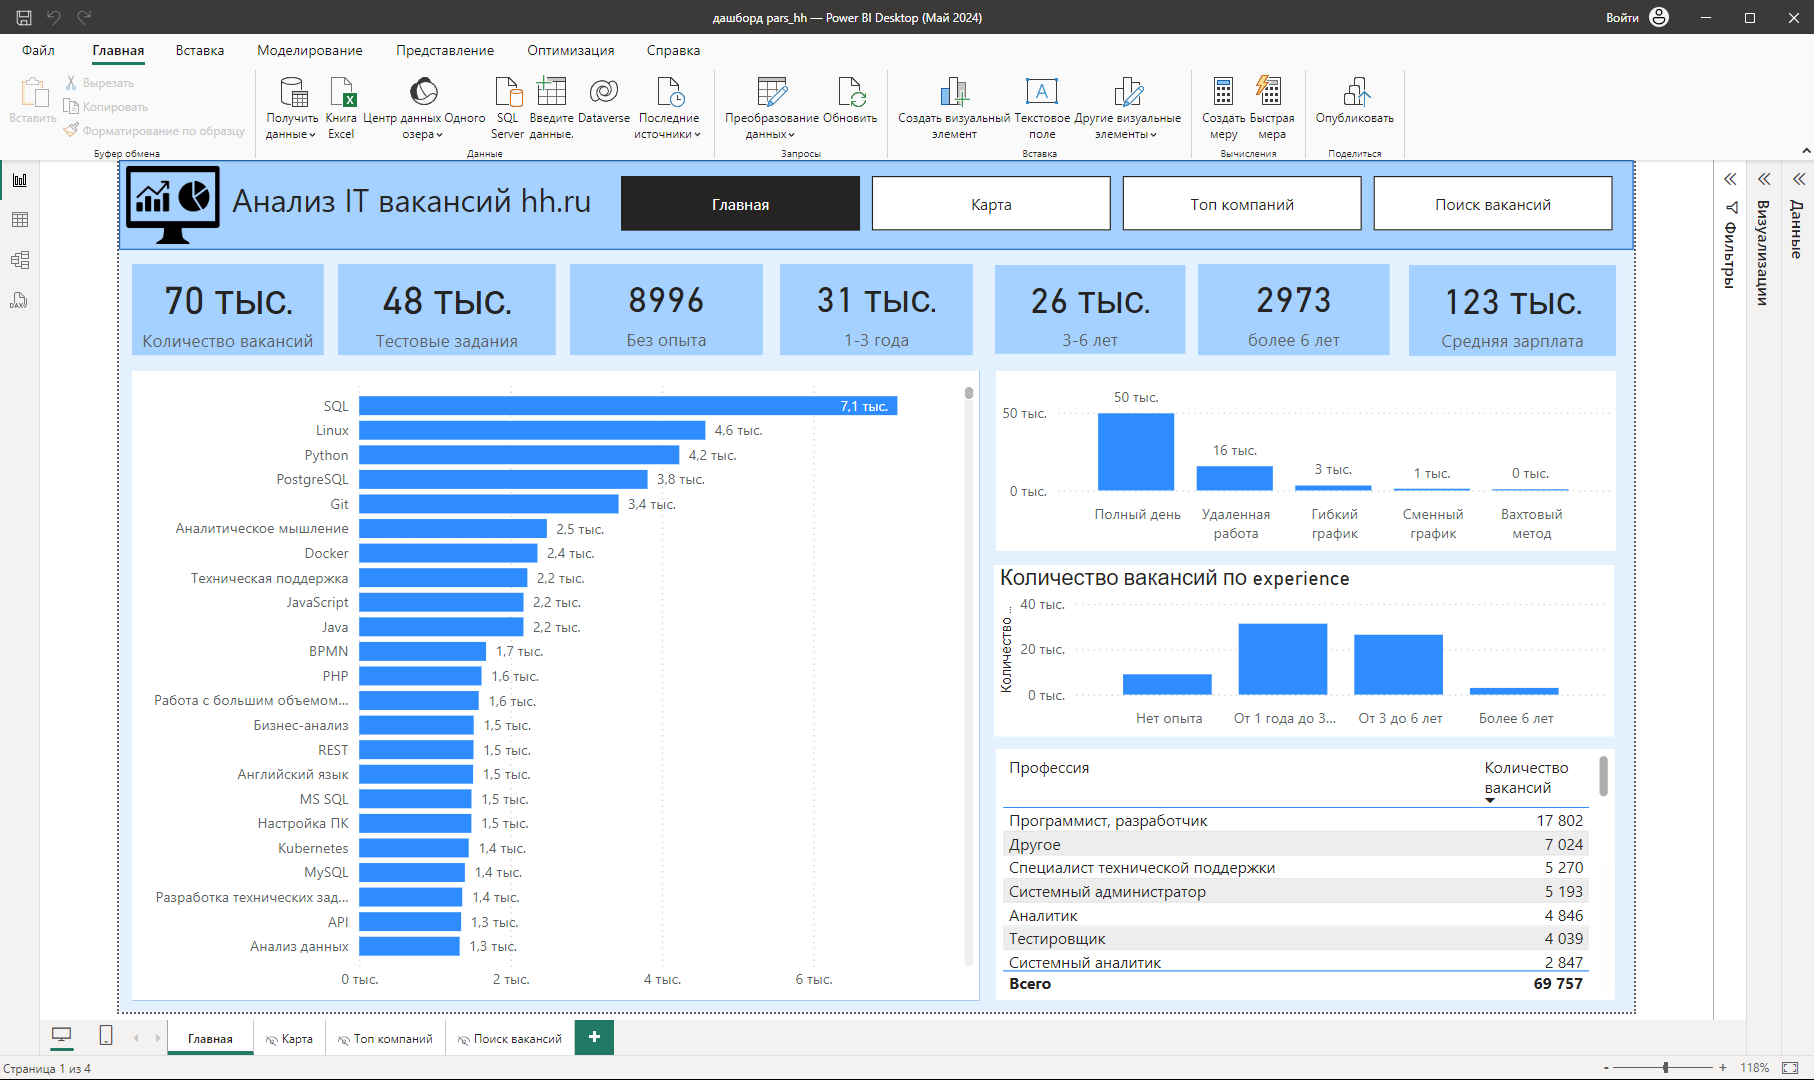 дашборд pars_hh — Power BI Desktop (Май 2024)
Войти
Файл
Главная
Вставка
Моделирование
Представление
Оптимизация
Справка
Вставить
Вырезать
Копировать
Форматирование по образцу
Буфер обмена
Получить данные
Книга Excel
Центр данных Одного озера
SQL Server
Введите данные.
Dataverse
Последние источники
Данные
Преобразование данных
Обновить
Запросы
Создать визуальный элемент
Текстовое поле
Другие визуальные элементы
Вставка
Создать меру
Быстрая мера
Вычисления
Опубликовать
Поделиться
Анализ IT вакансий hh.ru
Главная
Карта
Топ компаний
Поиск вакансий
Фильтры
Визуализации
Данные
70 тыс.
Количество вакансий
48 тыс.
Тестовые задания
8996
Без опыта
31 тыс.
1-3 года
26 тыс.
3-6 лет
2973
более 6 лет
123 тыс.
Средняя зарплата
SQL 7,1 тыс.
Linux 4,6 тыс.
Python 4,2 тыс.
PostgreSQL 3,8 тыс.
Git 3,4 тыс.
Аналитическое мышление 2,5 тыс.
Docker 2,4 тыс.
Техническая поддержка 2,2 тыс.
JavaScript 2,2 тыс.
Java 2,2 тыс.
BPMN 1,7 тыс.
PHP 1,6 тыс.
Работа с большим объемом... 1,6 тыс.
Бизнес-анализ 1,5 тыс.
REST 1,5 тыс.
Английский язык 1,5 тыс.
MS SQL 1,5 тыс.
Настройка ПК 1,5 тыс.
Kubernetes 1,4 тыс.
MySQL 1,4 тыс.
Разработка технических зад... 1,4 тыс.
API 1,3 тыс.
Анализ данных 1,3 тыс.
0 тыс. 2 тыс. 4 тыс. 6 тыс.
50 тыс.
0 тыс.
50 тыс. 16 тыс. 3 тыс. 1 тыс. 0 тыс.
Полный день
Удаленная работа
Гибкий график
Сменный график
Вахтовый метод
Количество вакансий по experience
Количество ...
40 тыс.
20 тыс.
0 тыс.
Нет опыта От 1 года до 3... От 3 до 6 лет Более 6 лет
Профессия Количество вакансий
Программист, разработчик 17 802
Другое 7 024
Специалист технической поддержки 5 270
Системный администратор 5 193
Аналитик 4 846
Тестировщик 4 039
Системный аналитик 2 847
Всего 69 757
Главная
Карта
Топ компаний
Поиск вакансий
+
Страница 1 из 4
- + 118%